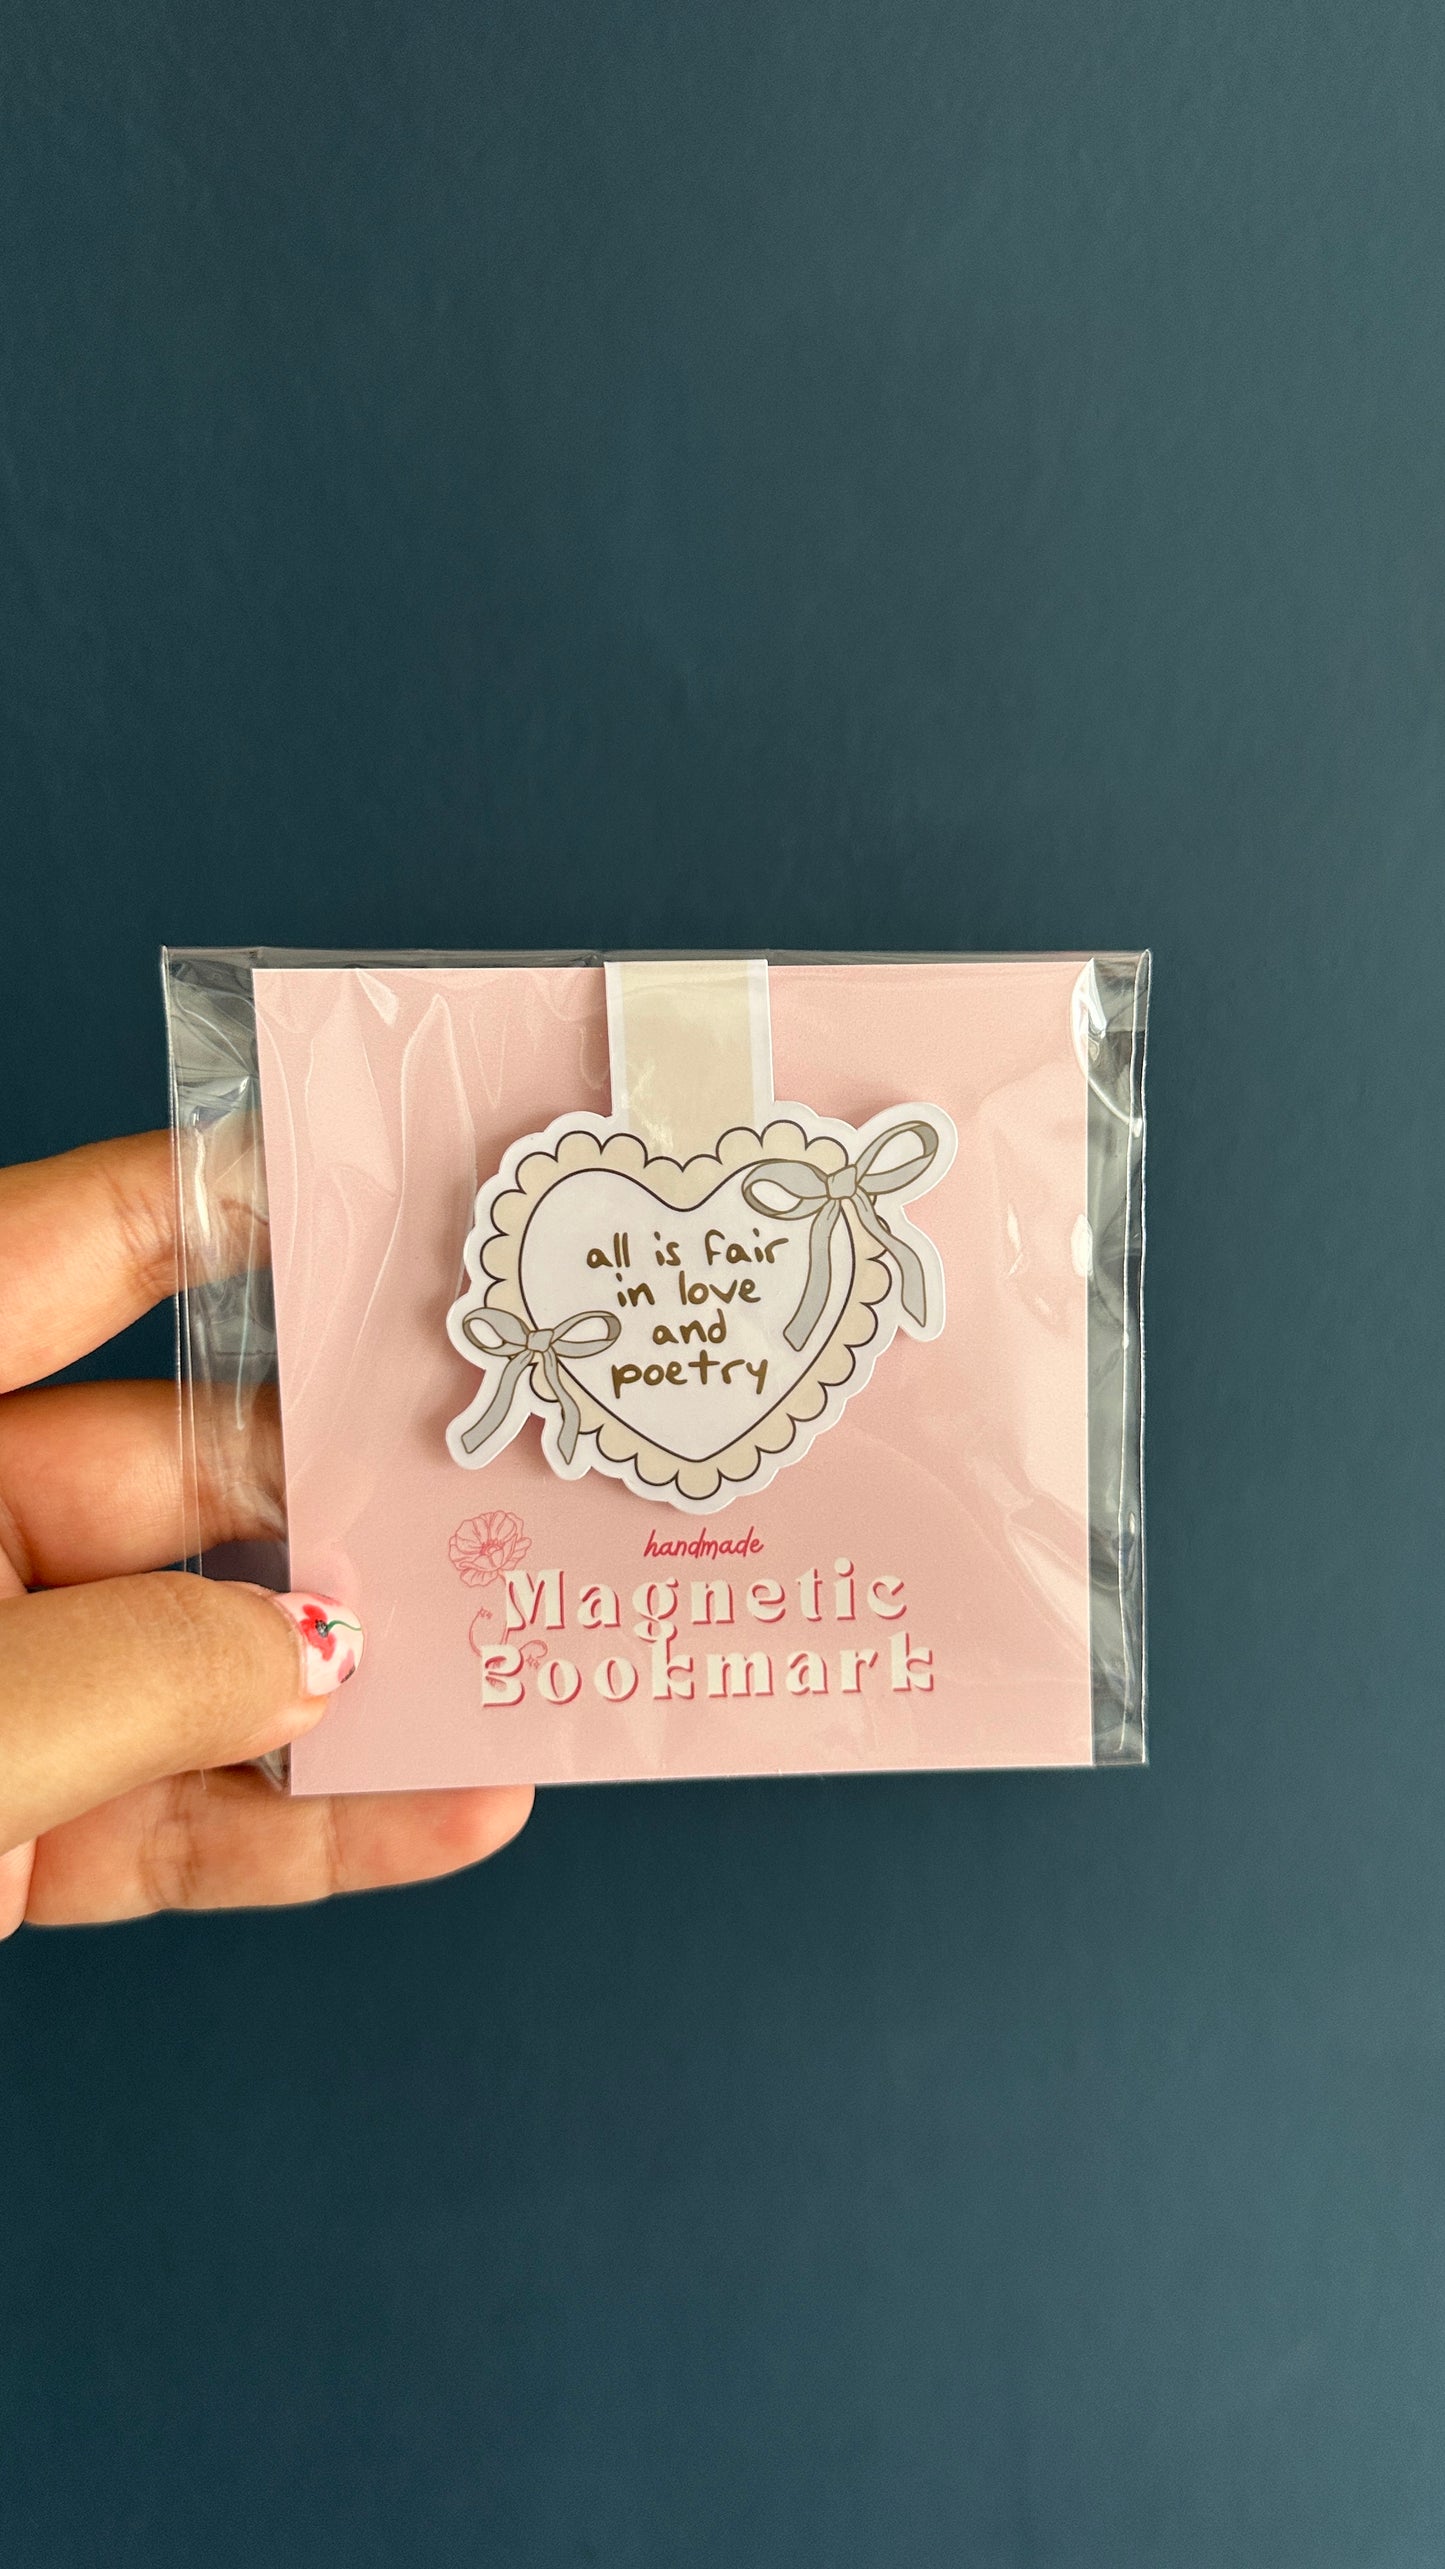 all is fair
in love
and
poetry
handmade
Magnetic
Bookmark